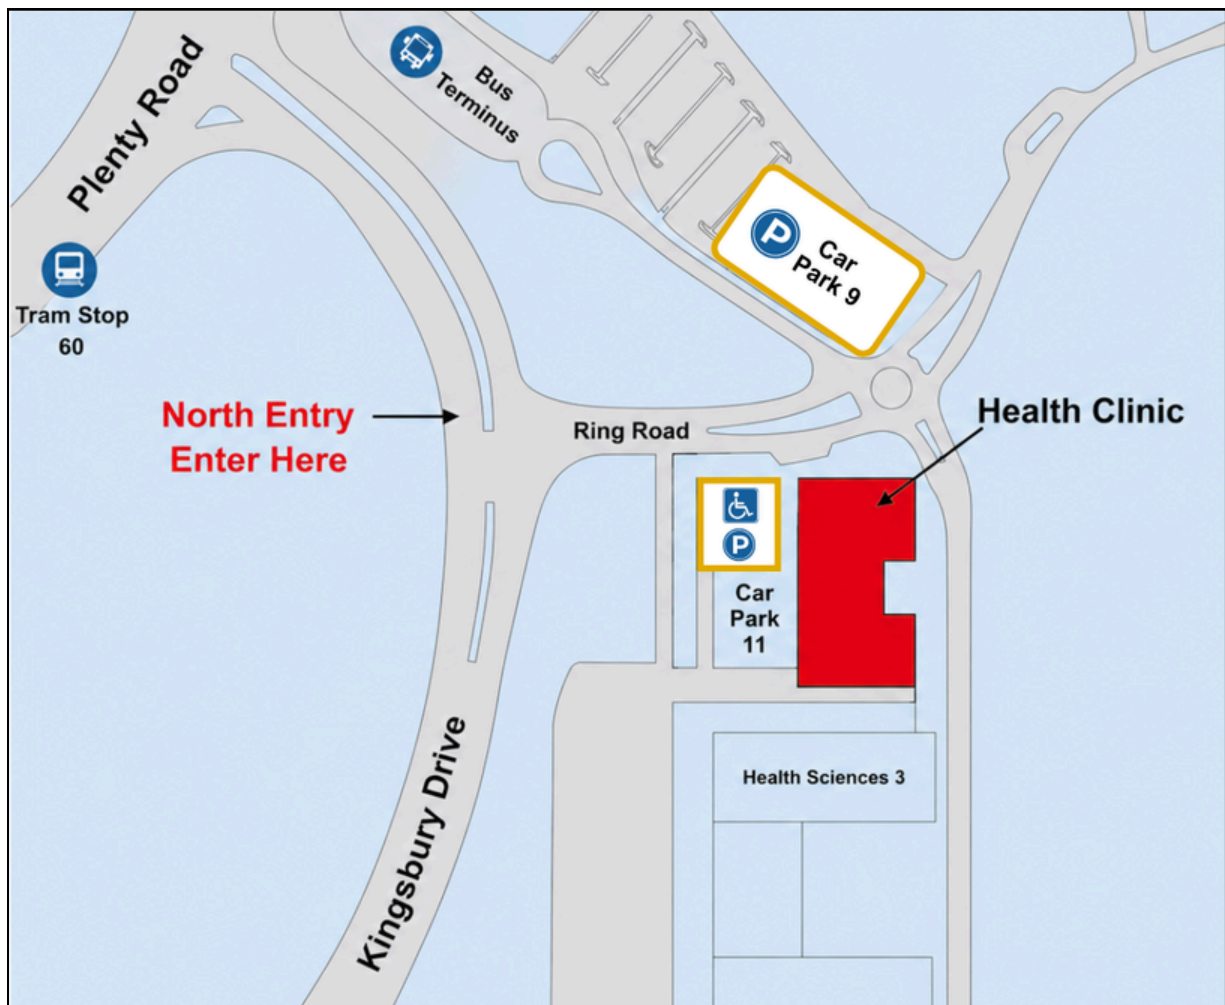 Plenty Road
Bus
Terminus
P
Car
Park 9
Tram Stop
60
North Entry
Enter Here
Ring Road
Health Clinic
P
Car
Park
11
Kingsbury Drive
Health Sciences 3